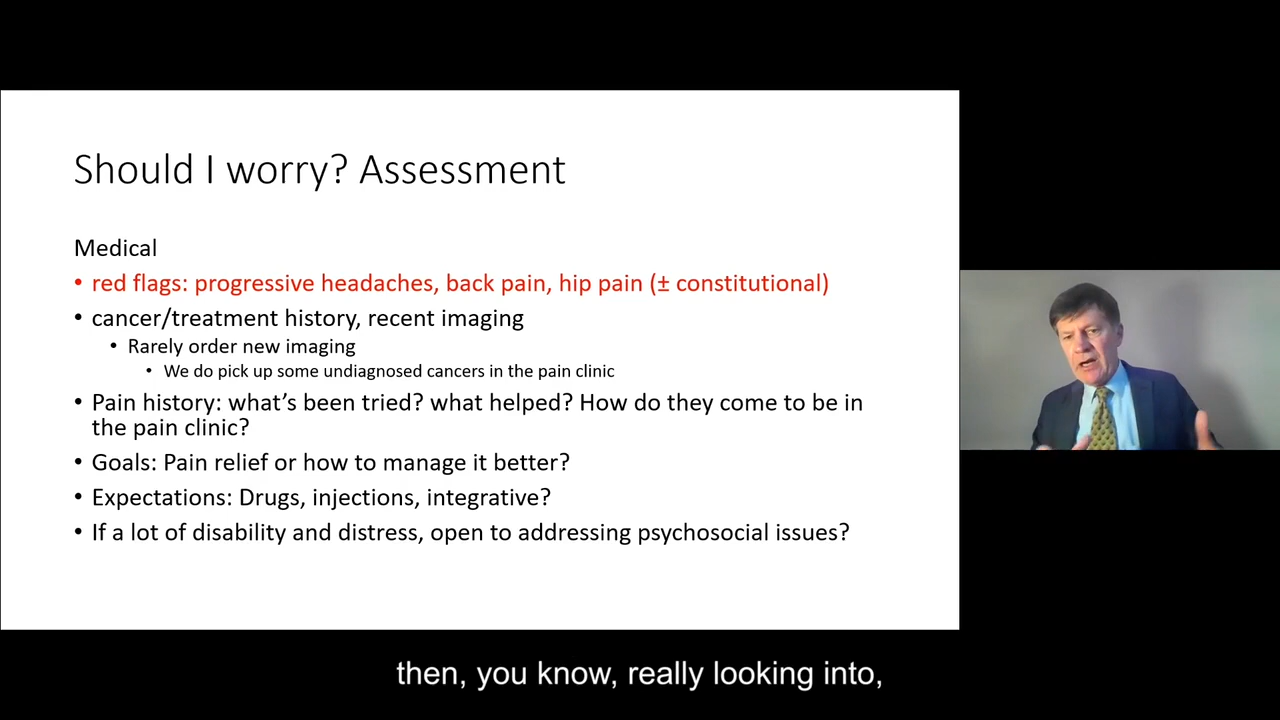 Should I worry? Assessment
Medical
• red flags: progressive headaches, back pain, hip pain (± constitutional)
• cancer/treatment history, recent imaging
• Rarely order new imaging
• We do pick up some undiagnosed cancers in the pain clinic
• Pain history: what’s been tried? what helped? How do they come to be in
the pain clinic?
• Goals: Pain relief or how to manage it better?
• Expectations: Drugs, injections, integrative?
• If a lot of disability and distress, open to addressing psychosocial issues?
then, you know, really looking into,